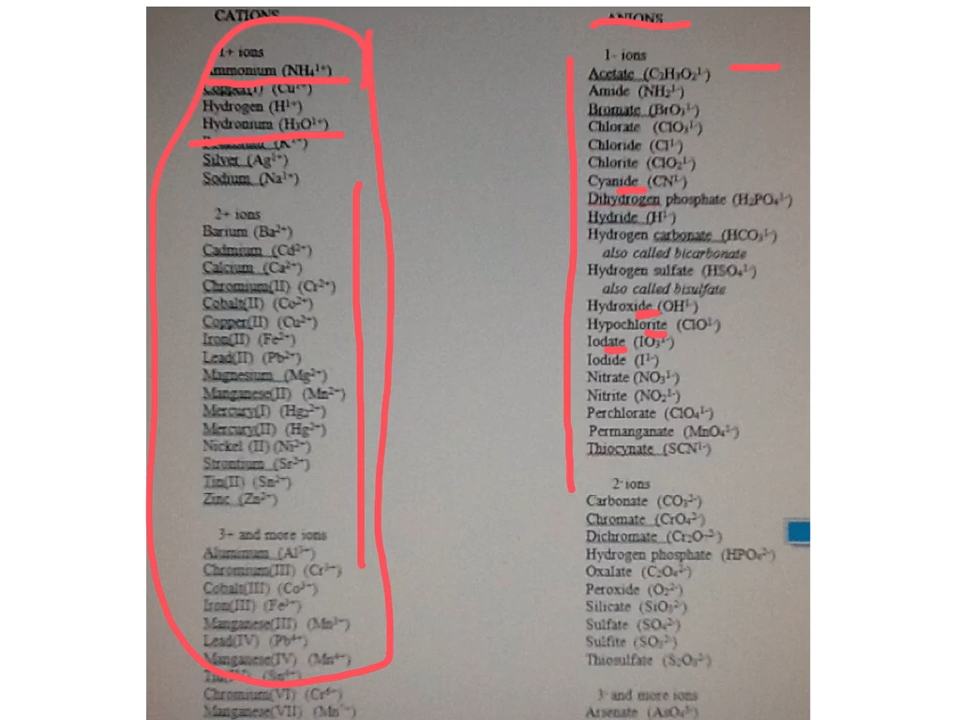 CATIONS
1+ ions
Ammonium (NH₄¹⁺)
Copper(I) (Cu¹⁺)
Hydrogen (H¹⁺)
Hydronium (H₃O¹⁺)
Potassium (K¹⁺)
Silver (Ag¹⁺)
Sodium (Na¹⁺)
2+ ions
Barium (Ba²⁺)
Cadmium (Cd²⁺)
Calcium (Ca²⁺)
Chromium(II) (Cr²⁺)
Cobalt(II) (Co²⁺)
Copper(II) (Cu²⁺)
Iron(II) (Fe²⁺)
Lead(II) (Pb²⁺)
Magnesium (Mg²⁺)
Manganese(II) (Mn²⁺)
Mercury(I) (Hg₂²⁺)
Mercury(II) (Hg²⁺)
Nickel (II) (Ni²⁺)
Strontium (Sr²⁺)
Tin(II) (Sn²⁺)
Zinc (Zn²⁺)
3+ and more ions
Aluminum (Al³⁺)
Chromium(III) (Cr³⁺)
Cobalt(III) (Co³⁺)
Iron(III) (Fe³⁺)
Manganese(III) (Mn³⁺)
Lead(IV) (Pb⁴⁺)
Manganese(IV) (Mn⁴⁺)
(Sn⁴⁺)
Chromium(VI) (Cr⁶⁺)
Manganese(VII)
ANIONS
1- ions
Acetate (C₂H₃O₂¹⁻)
Amide (NH₂¹⁻)
Bromate (BrO₃¹⁻)
Chlorate (ClO₃¹⁻)
Chloride (Cl¹⁻)
Chlorite (ClO₂¹⁻)
Cyanide (CN¹⁻)
Dihydrogen phosphate (H₂PO₄¹⁻)
Hydride (H¹⁻)
Hydrogen carbonate (HCO₃¹⁻)
also called bicarbonate
Hydrogen sulfate (HSO₄¹⁻)
also called bisulfate
Hydroxide (OH¹⁻)
Hypochlorite (ClO¹⁻)
Iodate (IO₃¹⁻)
Iodide (I¹⁻)
Nitrate (NO₃¹⁻)
Nitrite (NO₂¹⁻)
Perchlorate (ClO₄¹⁻)
Permanganate (MnO₄¹⁻)
Thiocynate (SCN¹⁻)
2⁻ ions
Carbonate (CO₃²⁻)
Chromate (CrO₄²⁻)
Dichromate
Hydrogen phosphate (HPO₄²⁻)
Oxalate (C₂O₄²⁻)
Peroxide (O₂²⁻)
Silicate (SiO₃²⁻)
Sulfate (SO₄²⁻)
Sulfite (SO₃²⁻)
Thiosulfate (S₂O₃²⁻)
3⁻ and more ions
Arsenate (AsO₄³⁻)